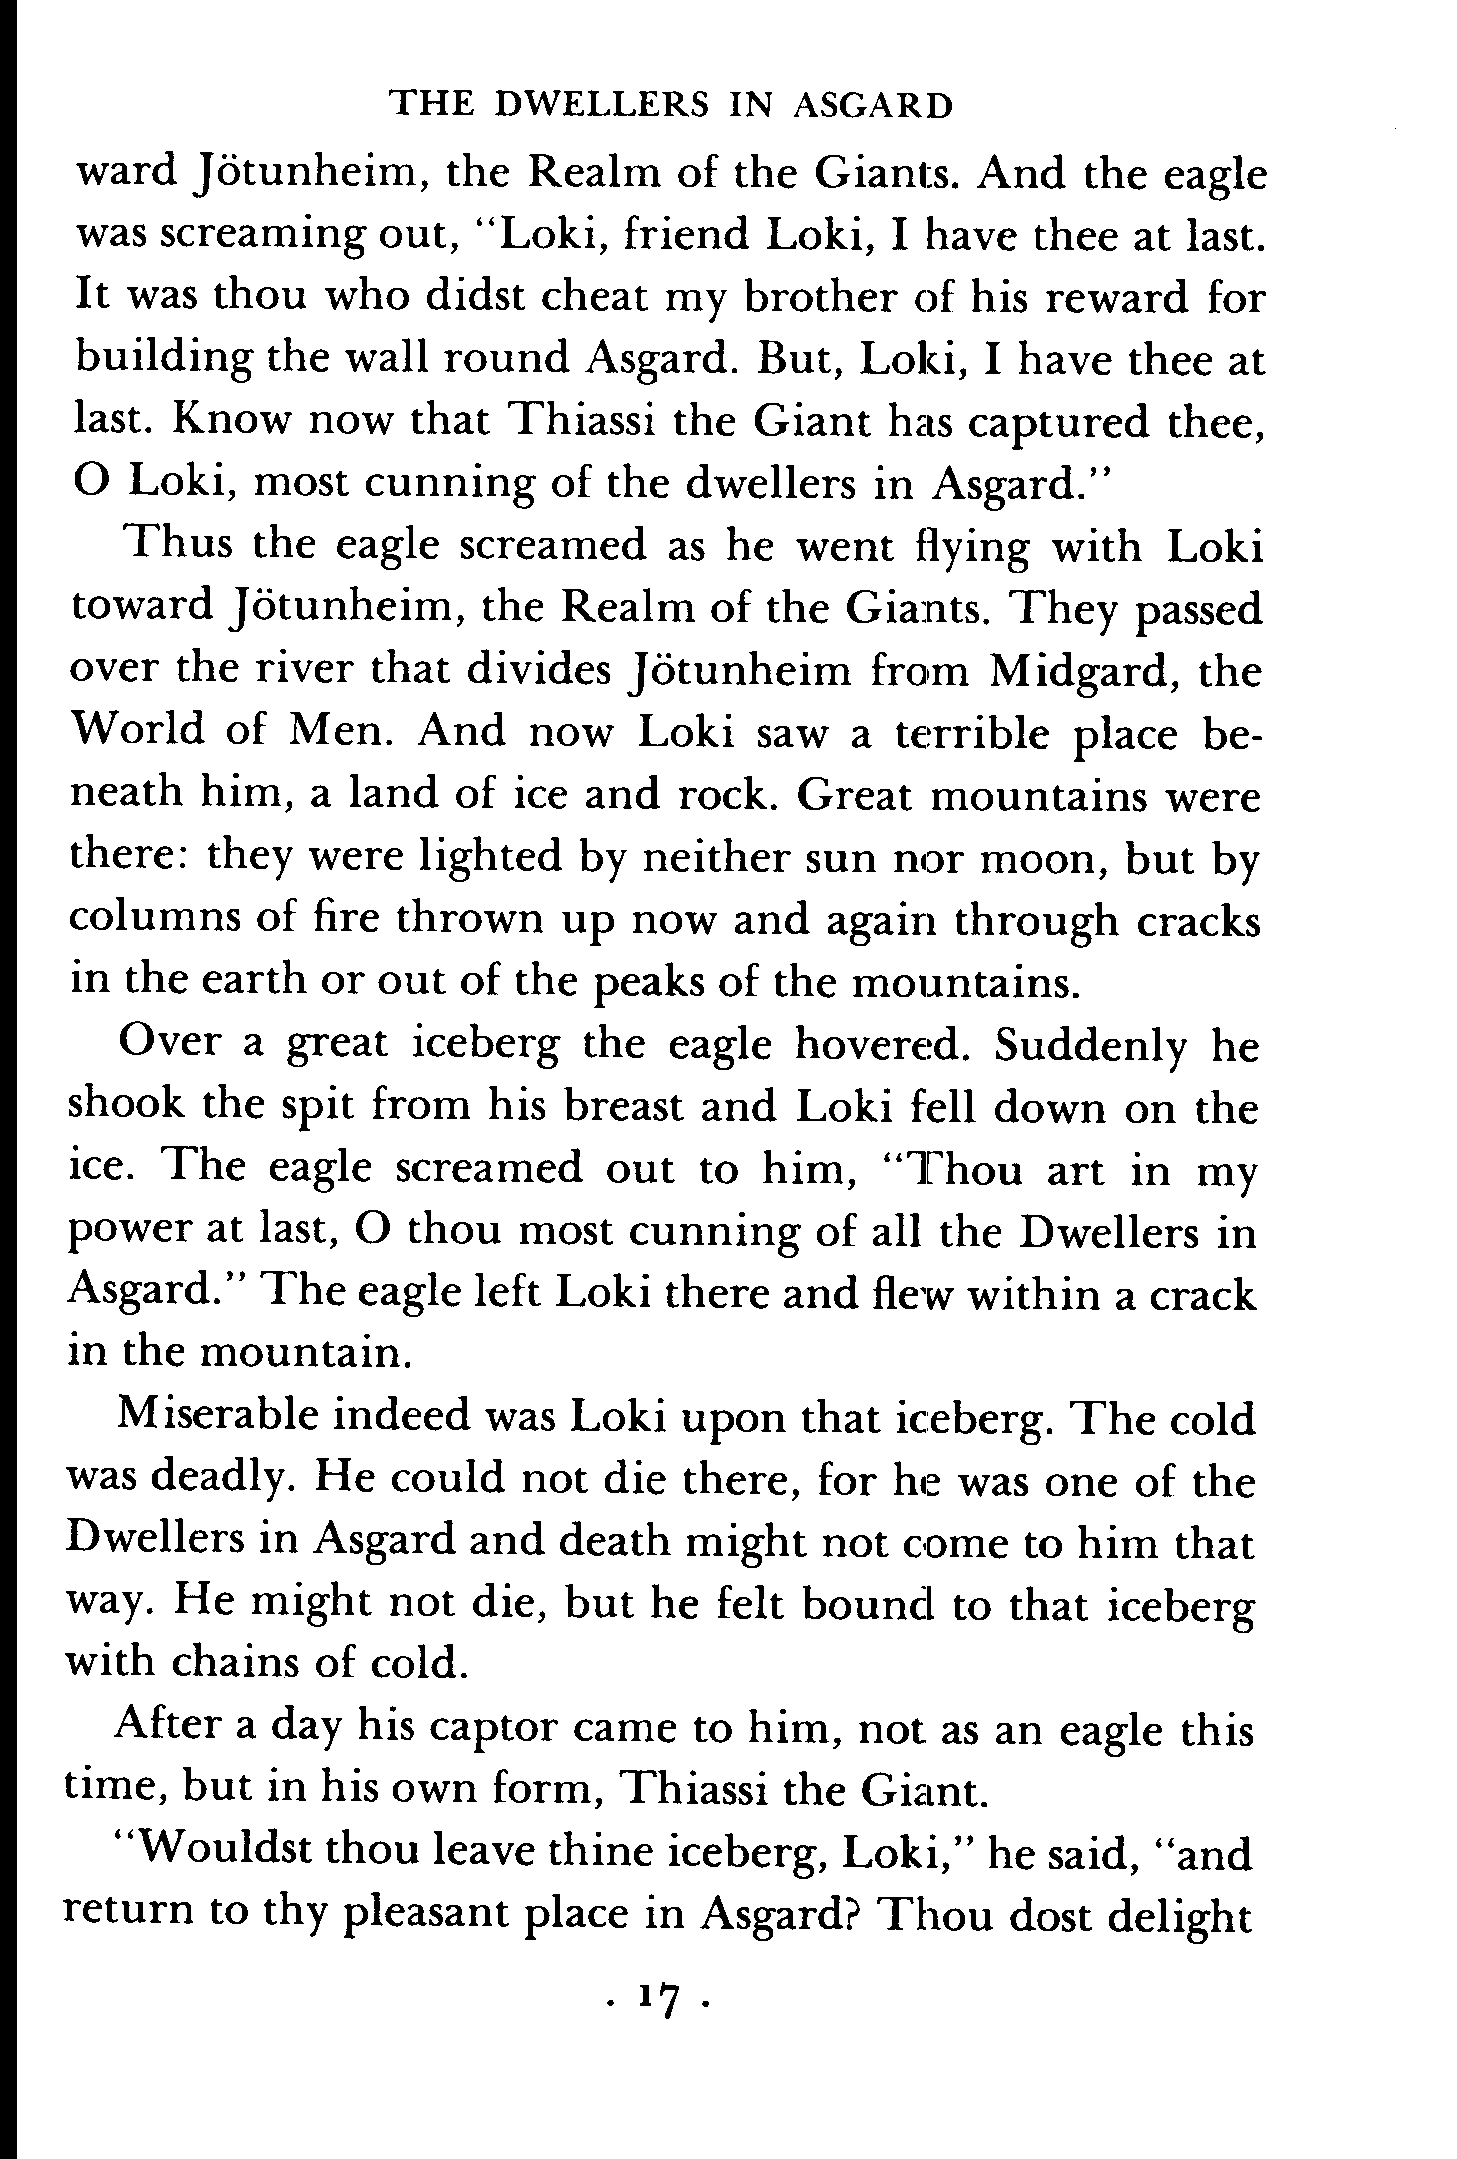 THE DWELLERS IN ASGARD
ward Jötunheim, the Realm of the Giants. And the eagle
was screaming out, “Loki, friend Loki, I have thee at last.
It was thou who didst cheat my brother of his reward for
building the wall round Asgard. But, Loki, I have thee at
last. Know now that Thiassi the Giant has captured thee,
O Loki, most cunning of the dwellers in Asgard.”
Thus the eagle screamed as he went flying with Loki
toward Jötunheim, the Realm of the Giants. They passed
over the river that divides Jötunheim from Midgard, the
World of Men. And now Loki saw a terrible place be-
neath him, a land of ice and rock. Great mountains were
there: they were lighted by neither sun nor moon, but by
columns of fire thrown up now and again through cracks
in the earth or out of the peaks of the mountains.
Over a great iceberg the eagle hovered. Suddenly he
shook the spit from his breast and Loki fell down on the
ice. The eagle screamed out to him, “Thou art in my
power at last, O thou most cunning of all the Dwellers in
Asgard.” The eagle left Loki there and flew within a crack
in the mountain.
Miserable indeed was Loki upon that iceberg. The cold
was deadly. He could not die there, for he was one of the
Dwellers in Asgard and death might not come to him that
way. He might not die, but he felt bound to that iceberg
with chains of cold.
After a day his captor came to him, not as an eagle this
time, but in his own form, Thiassi the Giant.
“Wouldst thou leave thine iceberg, Loki,” he said, “and
return to thy pleasant place in Asgard? Thou dost delight
. 17 .